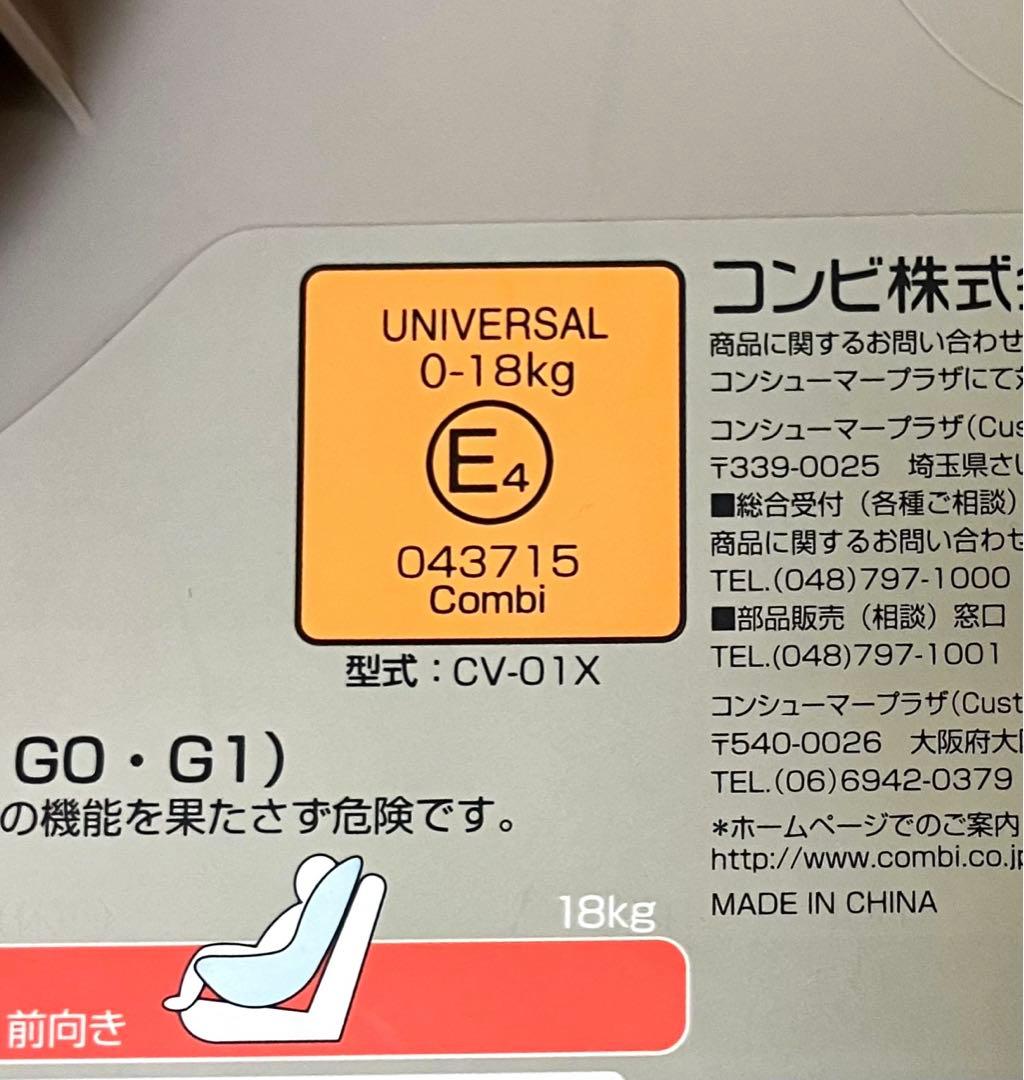 UNIVERSAL
0-18kg
E4
043715
Combi
型式：CV-01X
コンビ株式
商品に関するお問い合わせ
コンシューマープラザにて
コンシューマープラザ(Cus
〒339-0025 埼玉県さい
■総合受付（各種ご相談）
商品に関するお問い合わせ
TEL.(048)797-1000
■部品販売（相談）窓口
TEL.(048)797-1001
コンシューマープラザ(Cust
〒540-0026 大阪府大
TEL.(06)6942-0379
*ホームページでのご案内
http://www.combi.co.jp
MADE IN CHINA
G0・G1)
の機能を果たさず危険です。
18kg
前向き